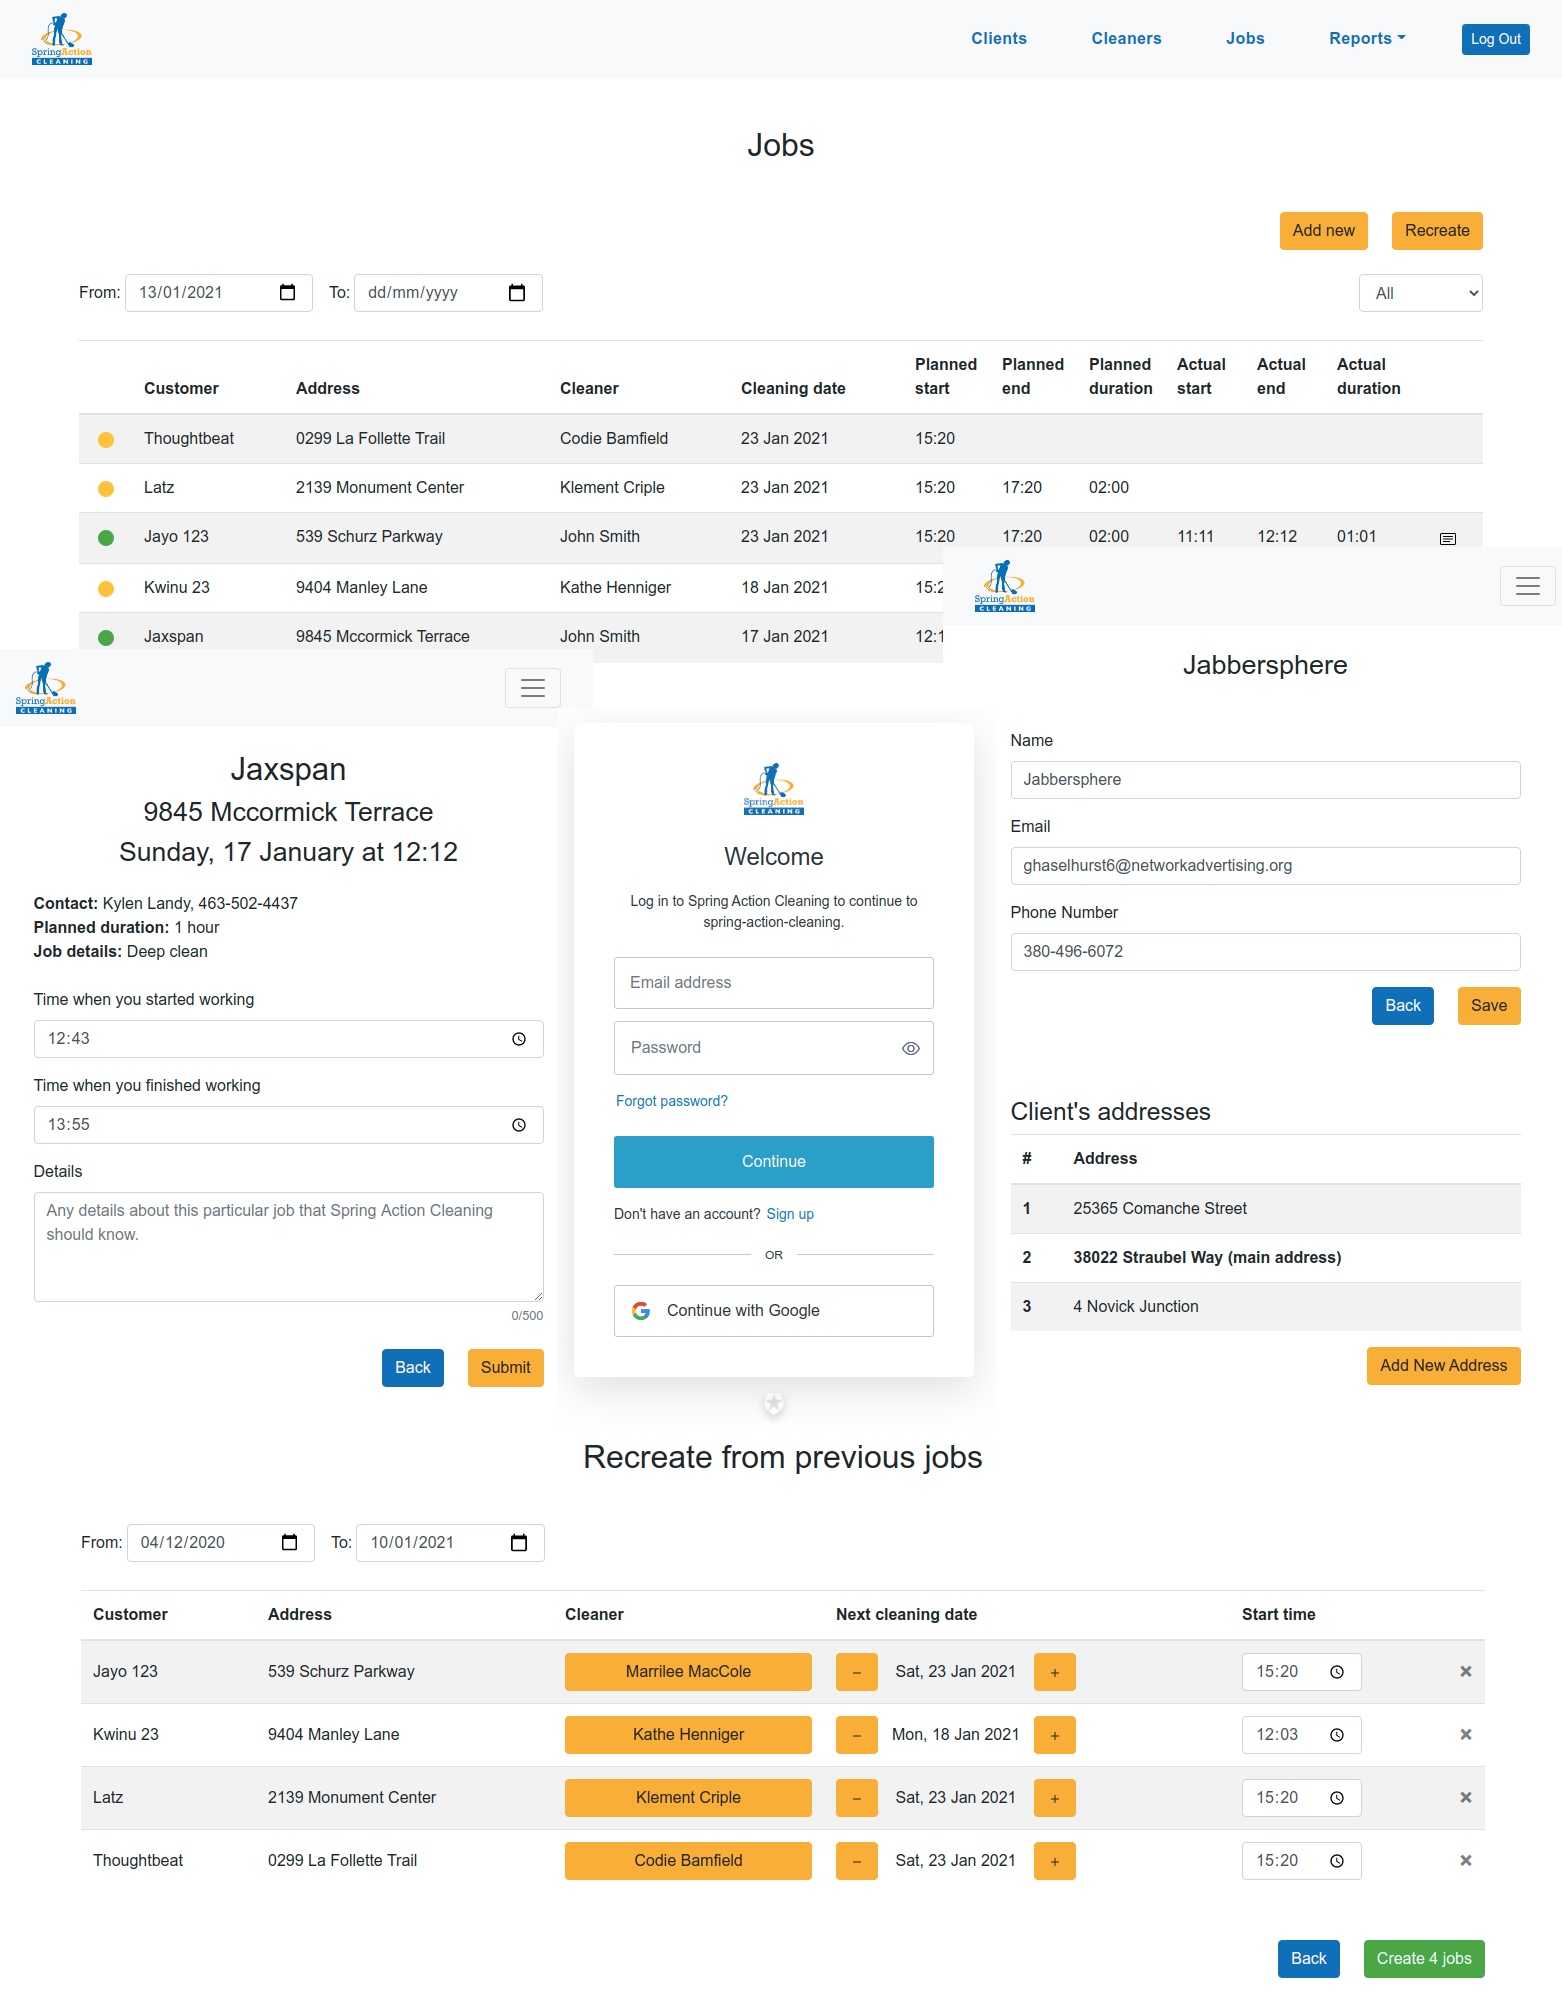 SpringAction
CLEANING
Clients Cleaners Jobs Reports Log Out
Jobs
Add new Recreate
From: 13/01/2021 To: dd/mm/yyyy All
Customer Address Cleaner Cleaning date Planned start Planned end Planned duration Actual start Actual end Actual duration
Thoughtbeat 0299 La Follette Trail Codie Bamfield 23 Jan 2021 15:20
Latz 2139 Monument Center Klement Criple 23 Jan 2021 15:20 17:20 02:00
Jayo 123 539 Schurz Parkway John Smith 23 Jan 2021 15:20 17:20 02:00 11:11 12:12 01:01
Kwinu 23 9404 Manley Lane Kathe Henniger 18 Jan 2021 15:2
Jaxspan 9845 Mccormick Terrace John Smith 17 Jan 2021 12:1
SpringAction
CLEANING
Jaxspan
9845 Mccormick Terrace
Sunday, 17 January at 12:12
Contact: Kylen Landy, 463-502-4437
Planned duration: 1 hour
Job details: Deep clean
Time when you started working
12:43
Time when you finished working
13:55
Details
Any details about this particular job that Spring Action Cleaning
should know.
0/500
Back Submit
SpringAction
CLEANING
Welcome
Log in to Spring Action Cleaning to continue to
spring-action-cleaning.
Email address
Password
Forgot password?
Continue
Don't have an account? Sign up
OR
Continue with Google
SpringAction
CLEANING
Jabbersphere
Name
Jabbersphere
Email
ghaselhurst6@networkadvertising.org
Phone Number
380-496-6072
Back Save
Client's addresses
# Address
1 25365 Comanche Street
2 38022 Straubel Way (main address)
3 4 Novick Junction
Add New Address
Recreate from previous jobs
From: 04/12/2020 To: 10/01/2021
Customer Address Cleaner Next cleaning date Start time
Jayo 123 539 Schurz Parkway Marrilee MacCole − Sat, 23 Jan 2021 + 15:20 ×
Kwinu 23 9404 Manley Lane Kathe Henniger − Mon, 18 Jan 2021 + 12:03 ×
Latz 2139 Monument Center Klement Criple − Sat, 23 Jan 2021 + 15:20 ×
Thoughtbeat 0299 La Follette Trail Codie Bamfield − Sat, 23 Jan 2021 + 15:20 ×
Back Create 4 jobs